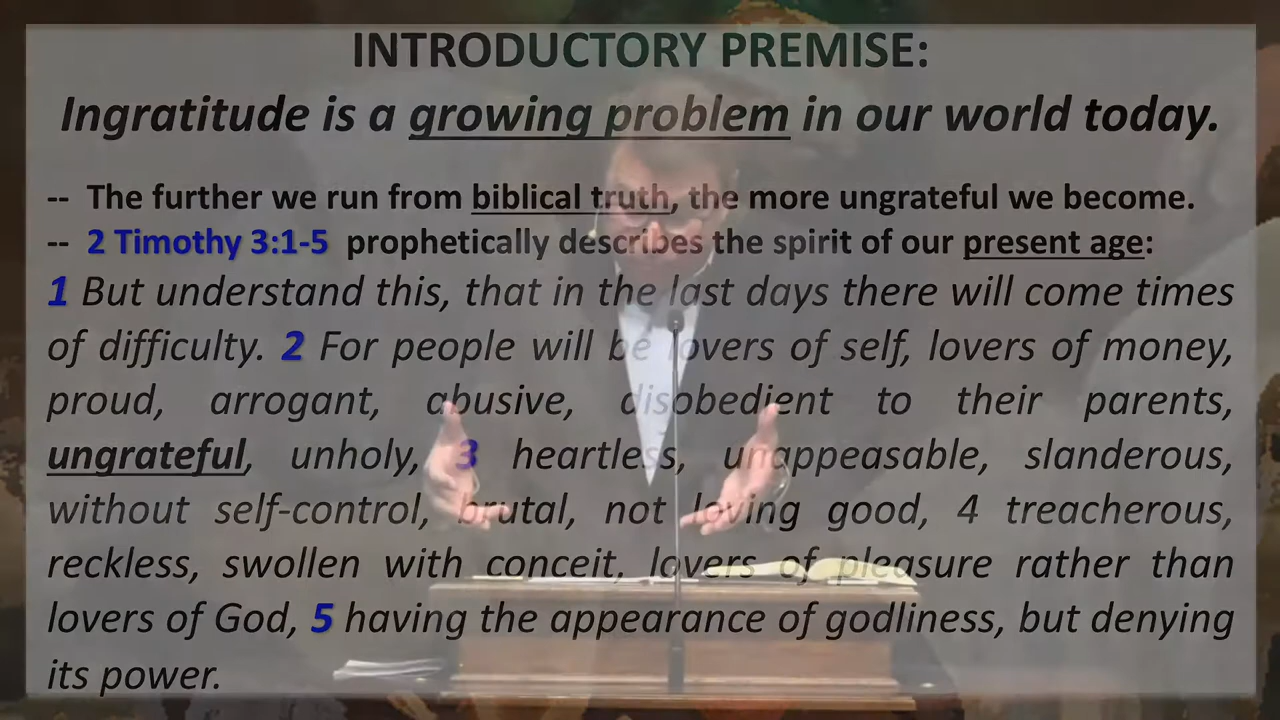 INTRODUCTORY PREMISE:
Ingratitude is a growing problem in our world today.
-- The further we run from biblical truth, the more ungrateful we become.
-- 2 Timothy 3:1-5 prophetically describes the spirit of our present age:
1 But understand this, that in the last days there will come times
of difficulty. 2 For people will be lovers of self, lovers of money,
proud, arrogant, abusive, disobedient to their parents,
ungrateful, unholy, 3 heartless, unappeasable, slanderous,
without self-control, brutal, not loving good, 4 treacherous,
reckless, swollen with conceit, lovers of pleasure rather than
lovers of God, 5 having the appearance of godliness, but denying
its power.